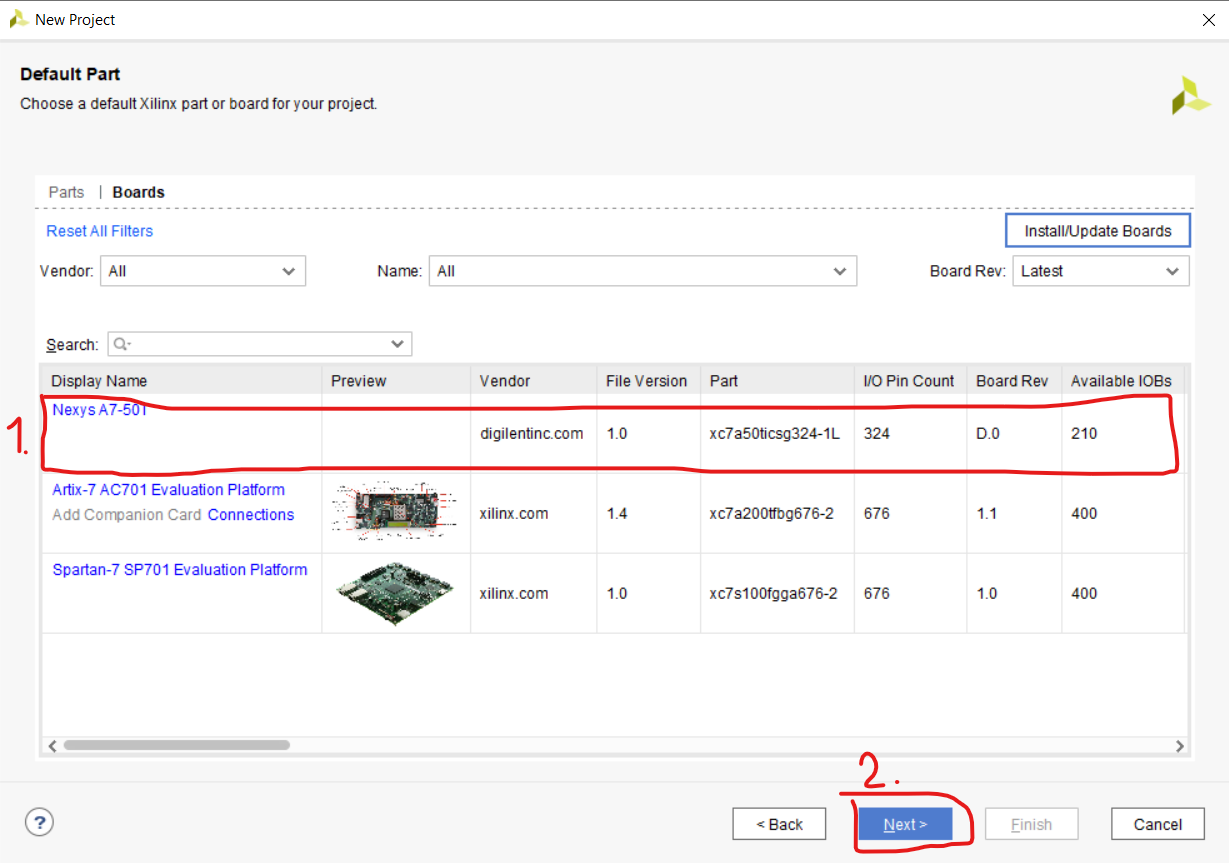 New Project
Default Part
Choose a default Xilinx part or board for your project.
Parts | Boards
Reset All Filters
Install/Update Boards
Vendor: All Name: All Board Rev: Latest
Search:
Display Name Preview Vendor File Version Part I/O Pin Count Board Rev Available IOBs
1.
Nexys A7-50T
digilentinc.com 1.0 xc7a50ticsg324-1L 324 D.0 210
Artix-7 AC701 Evaluation Platform
Add Companion Card Connections
xilinx.com 1.4 xc7a200tfbg676-2 676 1.1 400
Spartan-7 SP701 Evaluation Platform
xilinx.com 1.0 xc7s100fgga676-2 676 1.0 400
2.
? < Back Next > Finish Cancel